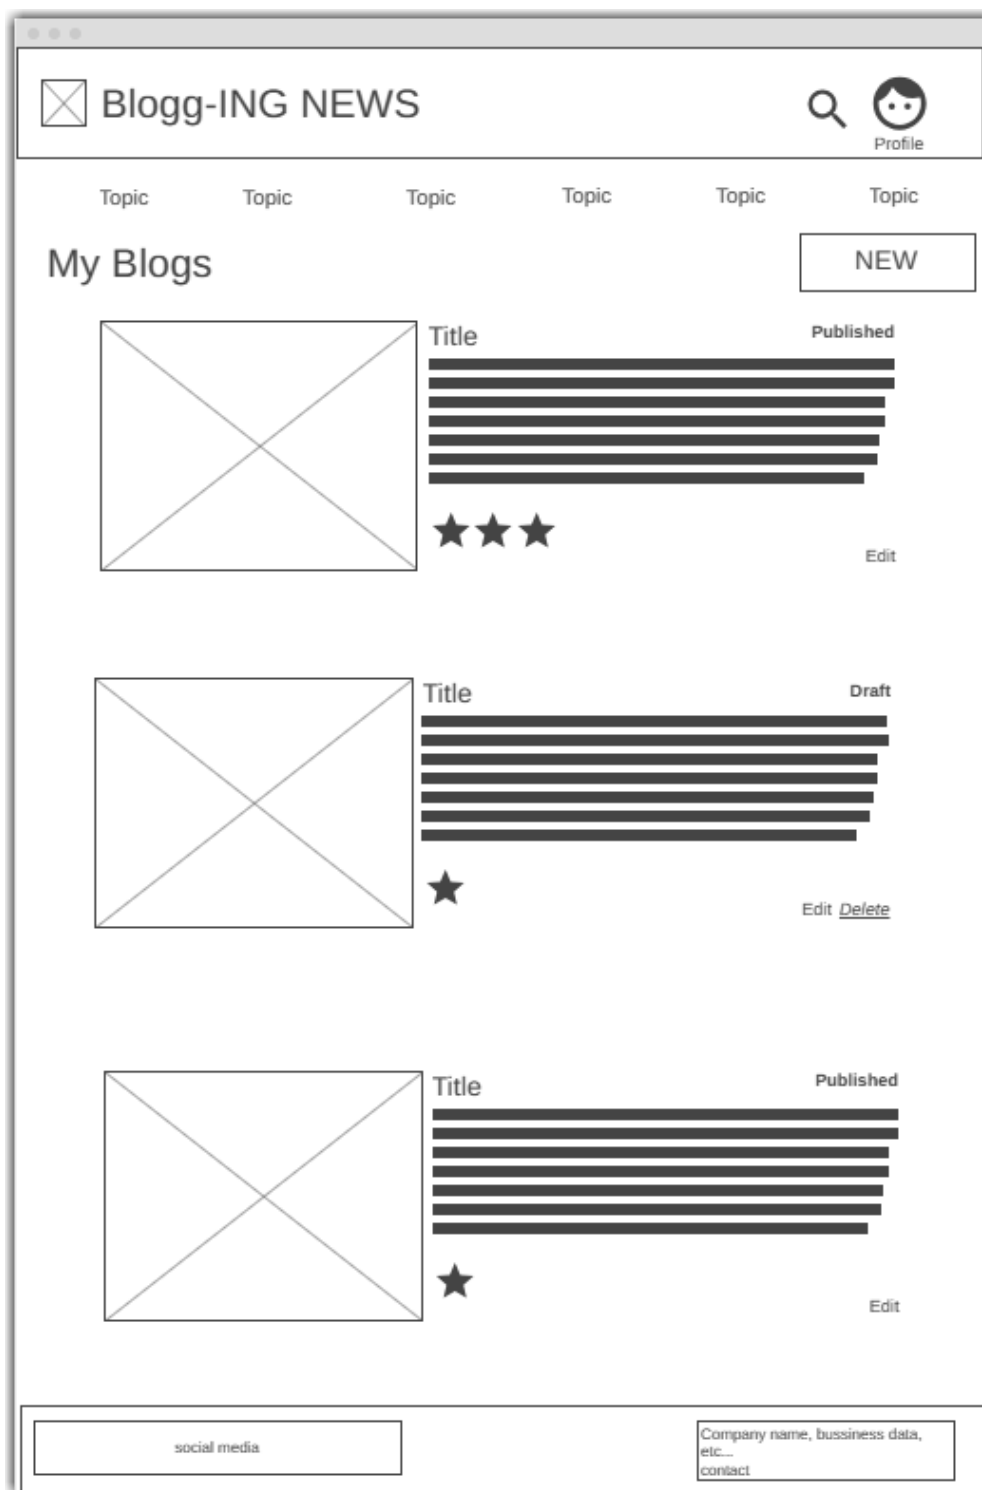 Blogg-ING NEWS
Profile
Topic Topic Topic Topic Topic Topic
My Blogs
NEW
Title
Published
Edit
Title
Draft
Edit Delete
Title
Published
Edit
social media
Company name, bussiness data,
etc...
contact